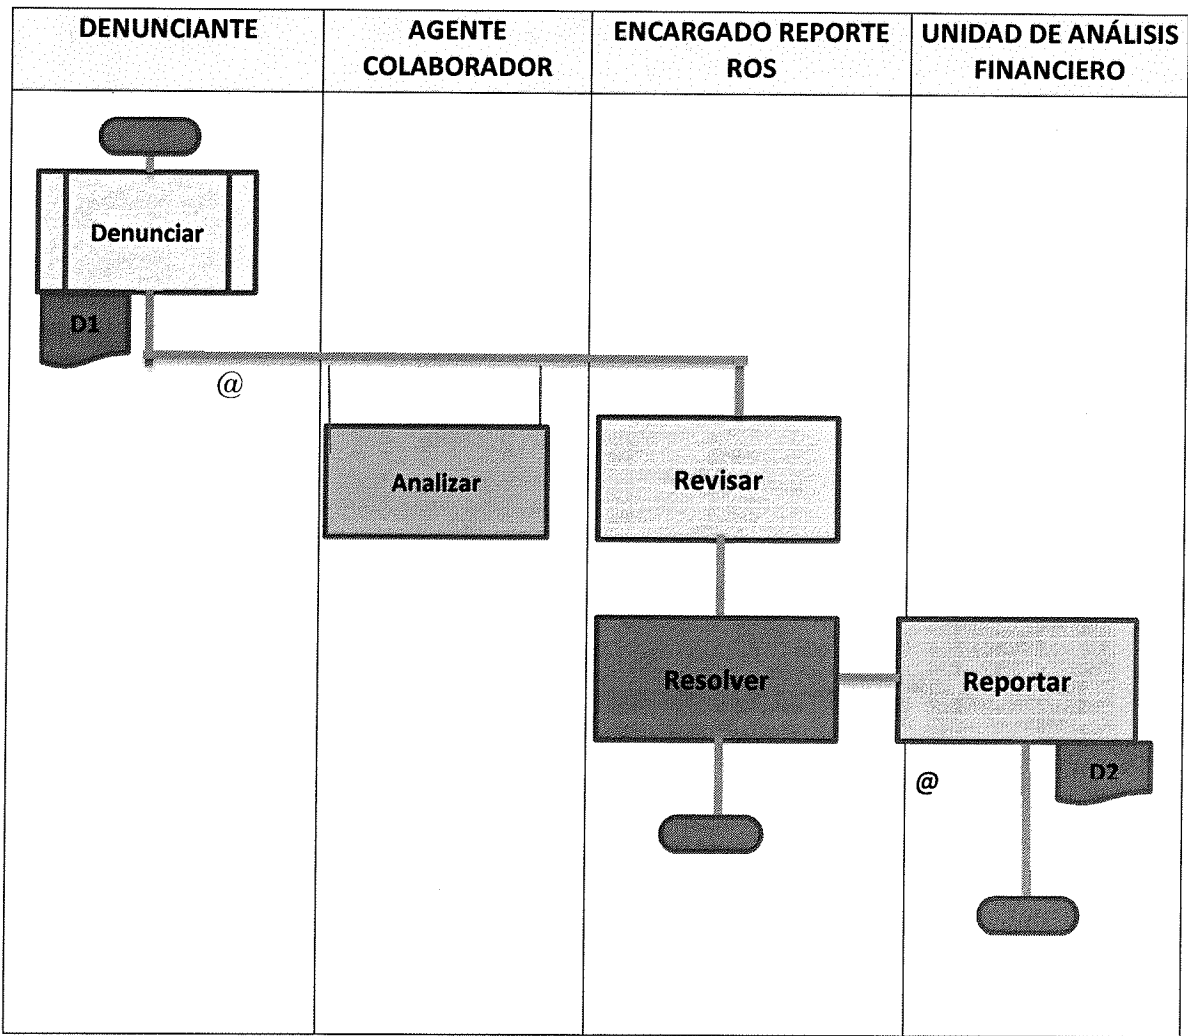 DENUNCIANTE
AGENTE
COLABORADOR
ENCARGADO REPORTE
ROS
UNIDAD DE ANÁLISIS
FINANCIERO
Denunciar
D1
@
Analizar
Revisar
Resolver
Reportar
@
D2